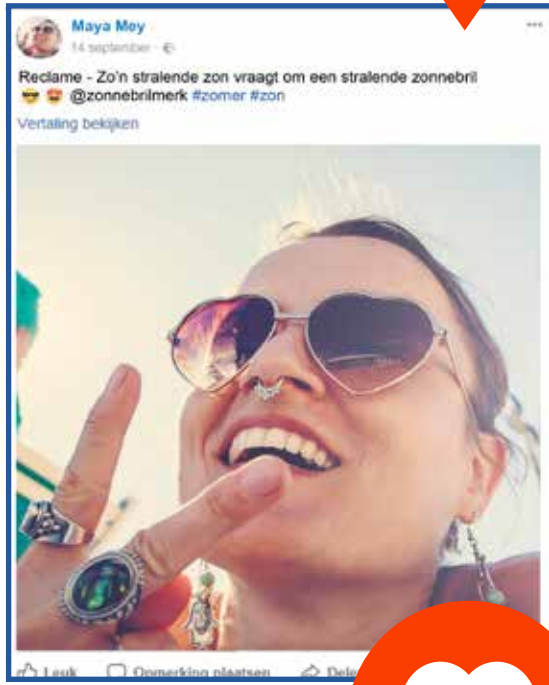 Maya Mey
14 september
Reclame - Zo'n stralende zon vraagt om een stralende zonnebril
😎 🤩 @zonnebrilmerk #zomer #zon
Vertaling bekijken
Leuk Opmerking plaatsen